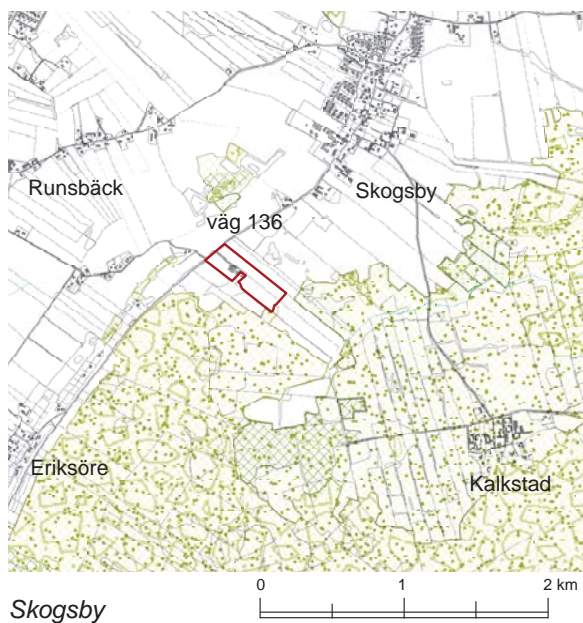 Runsbäck
Skogsby
väg 136
Eriksöre
Kalkstad
0 1 2 km
Skogsby